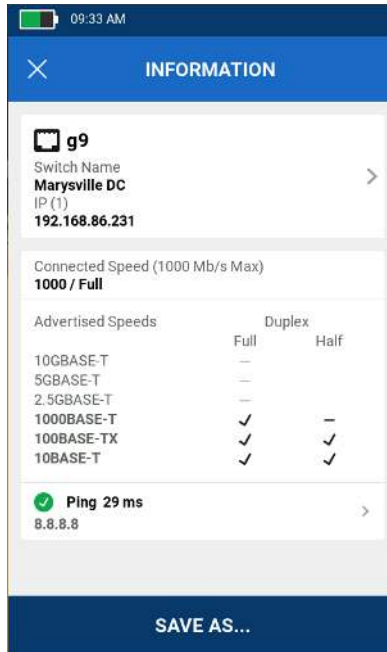 09:33 AM
INFORMATION
g9
Switch Name
Marysville DC
IP (1)
192.168.86.231
Connected Speed (1000 Mb/s Max)
1000 / Full
Advertised Speeds Duplex
Full Half
10GBASE-T —
5GBASE-T —
2.5GBASE-T —
1000BASE-T ✓ –
100BASE-TX ✓ ✓
10BASE-T ✓ ✓
Ping 29 ms
8.8.8.8
SAVE AS...